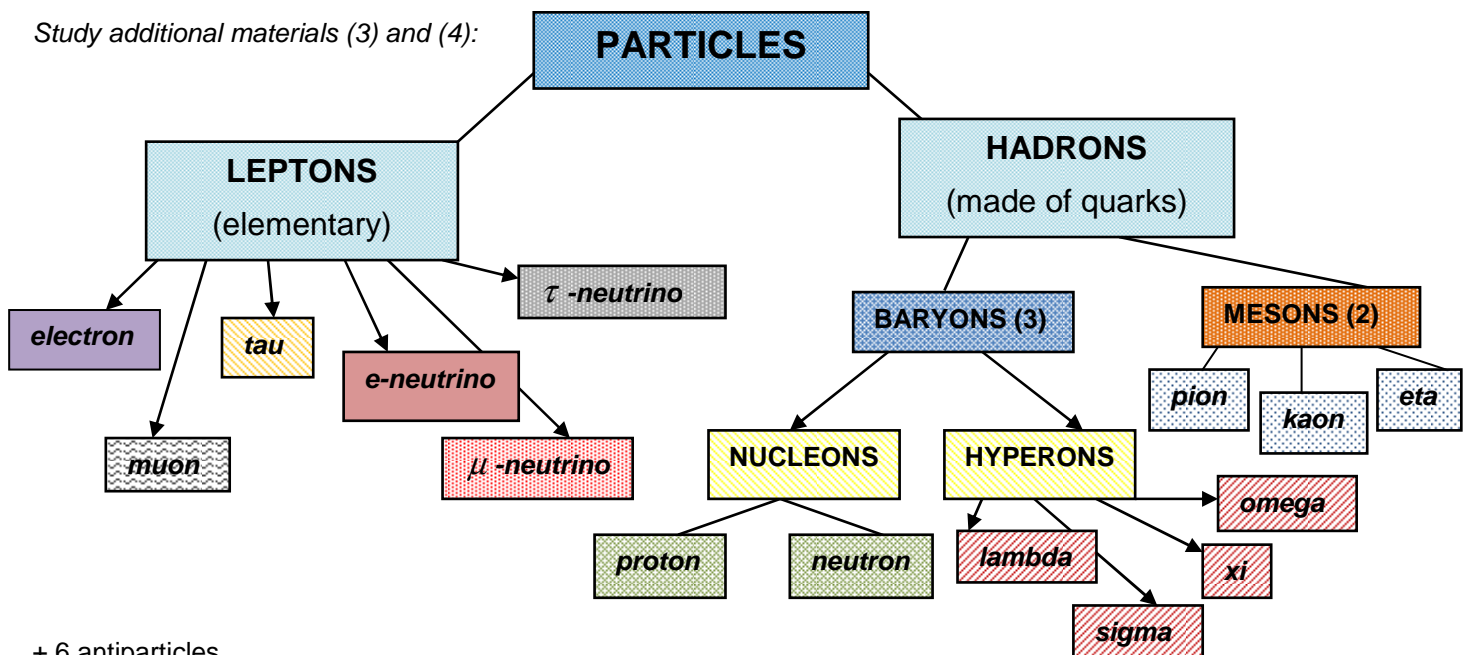 Study additional materials (3) and (4):
PARTICLES
LEPTONS
(elementary)
HADRONS
(made of quarks)
τ -neutrino
electron
tau
e-neutrino
muon
μ -neutrino
BARYONS (3)
MESONS (2)
pion
kaon
eta
NUCLEONS
HYPERONS
proton
neutron
lambda
omega
xi
sigma
+ 6 antiparticles